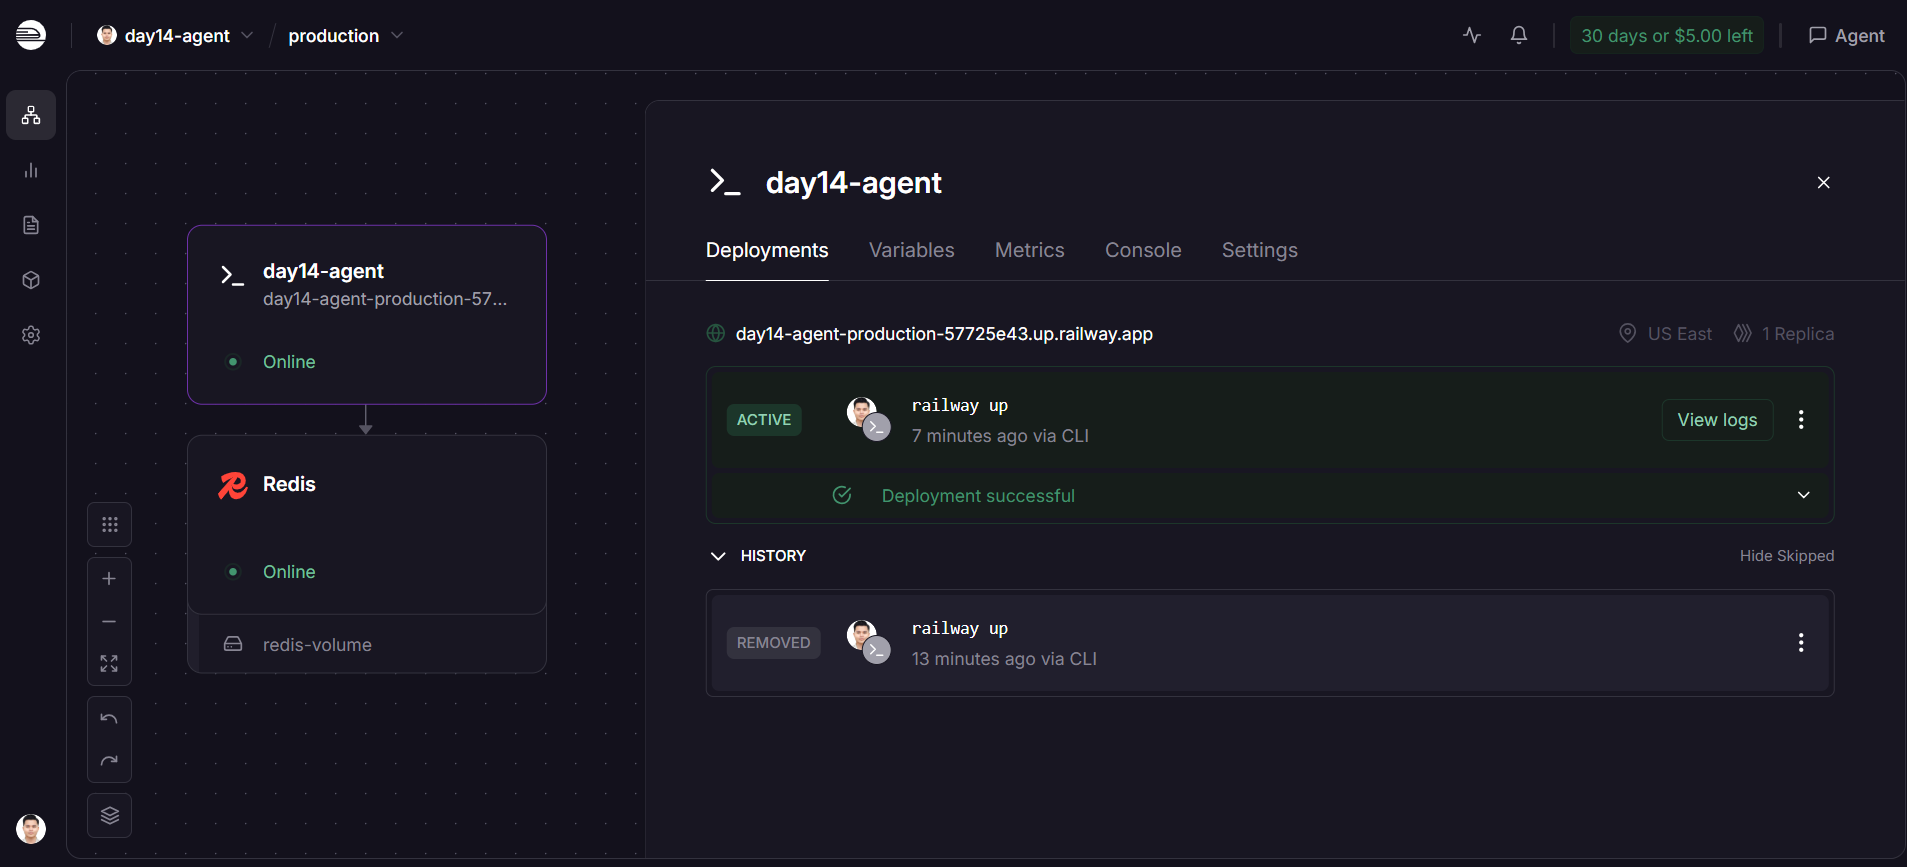 day14-agent / production
30 days or $5.00 left
Agent
day14-agent
day14-agent-production-57...
Online
Redis
Online
redis-volume
day14-agent
Deployments Variables Metrics Console Settings
day14-agent-production-57725e43.up.railway.app
US East 1 Replica
ACTIVE
railway up
7 minutes ago via CLI
View logs
Deployment successful
HISTORY
Hide Skipped
REMOVED
railway up
13 minutes ago via CLI